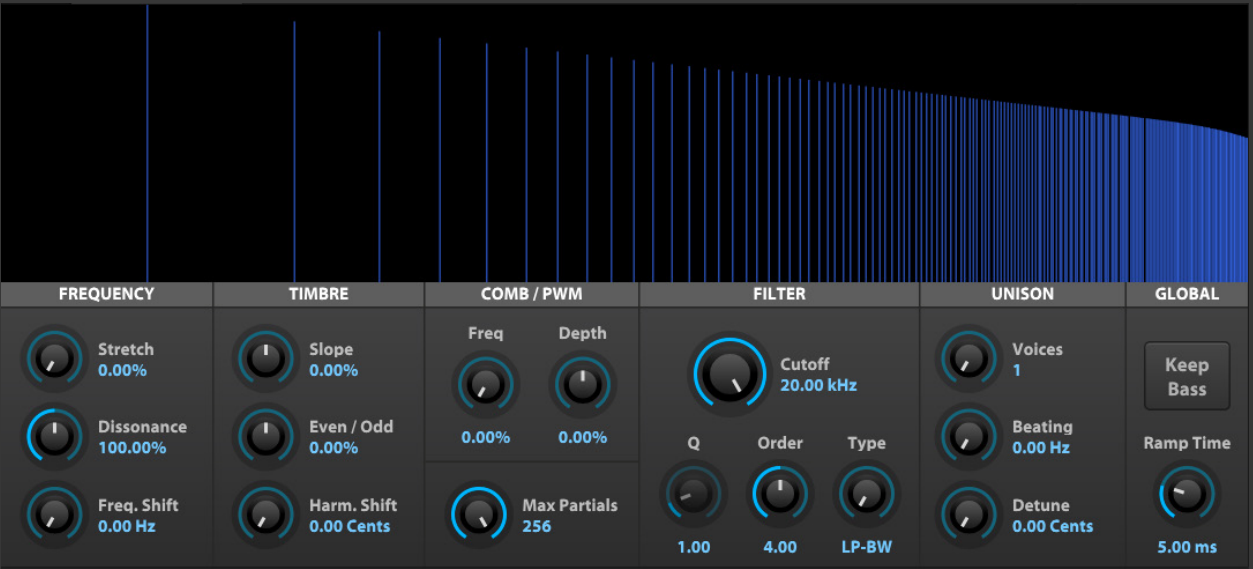 FREQUENCY
TIMBRE
COMB / PWM
FILTER
UNISON
GLOBAL
Stretch
0.00%
Dissonance
100.00%
Freq. Shift
0.00 Hz
Slope
0.00%
Even / Odd
0.00%
Harm. Shift
0.00 Cents
Freq
Depth
0.00%
0.00%
Max Partials
256
Cutoff
20.00 kHz
Q
Order
Type
1.00
4.00
LP-BW
Voices
1
Beating
0.00 Hz
Detune
0.00 Cents
Keep
Bass
Ramp Time
5.00 ms